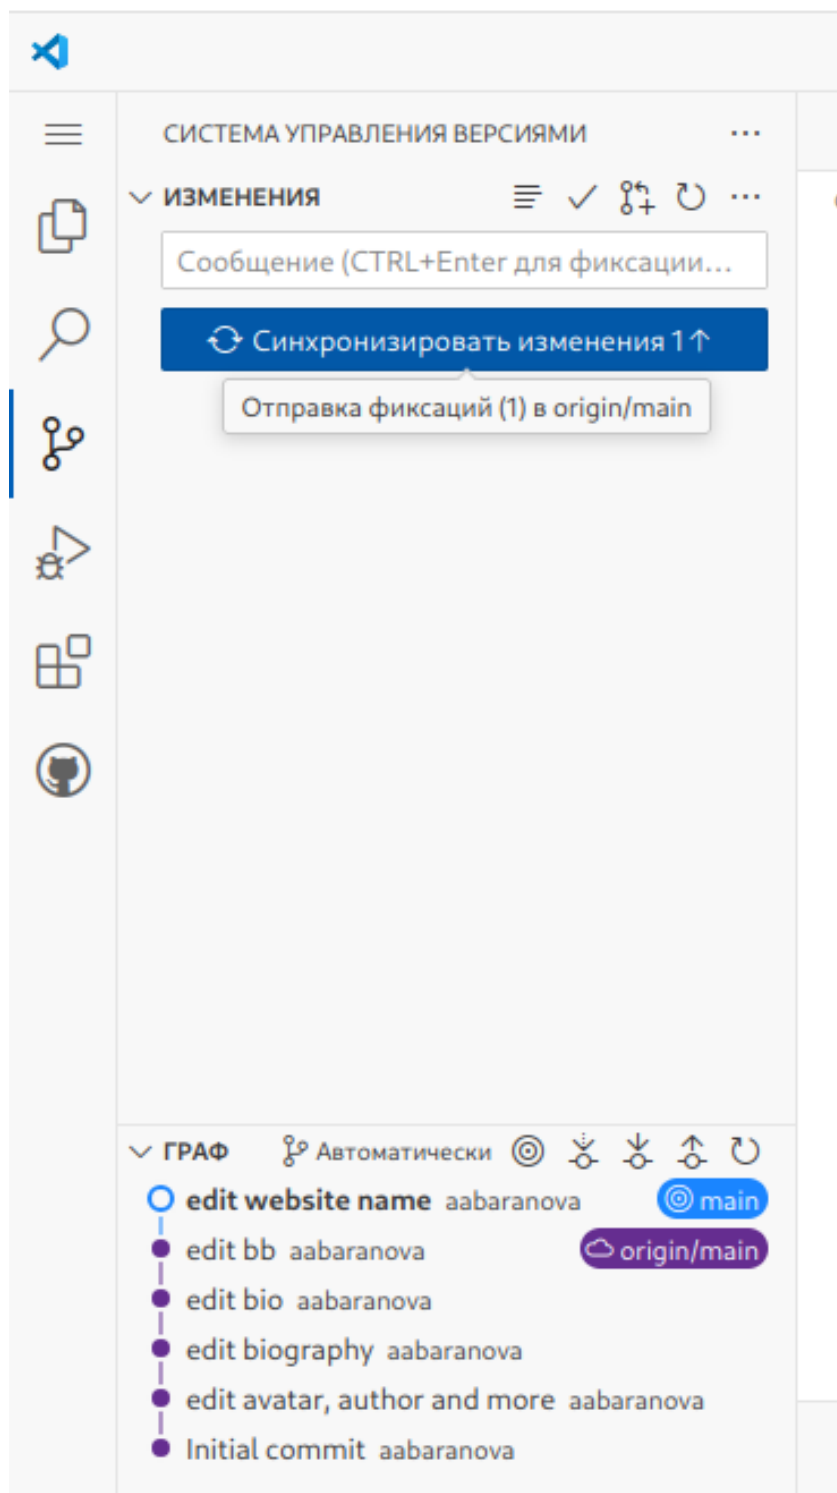 СИСТЕМА УПРАВЛЕНИЯ ВЕРСИЯМИ
ИЗМЕНЕНИЯ
Сообщение (CTRL+Enter для фиксации...
Синхронизировать изменения 1↑
Отправка фиксаций (1) в origin/main
ГРАФ Автоматически
edit website name aabaranova main
edit bb aabaranova origin/main
edit bio aabaranova
edit biography aabaranova
edit avatar, author and more aabaranova
Initial commit aabaranova